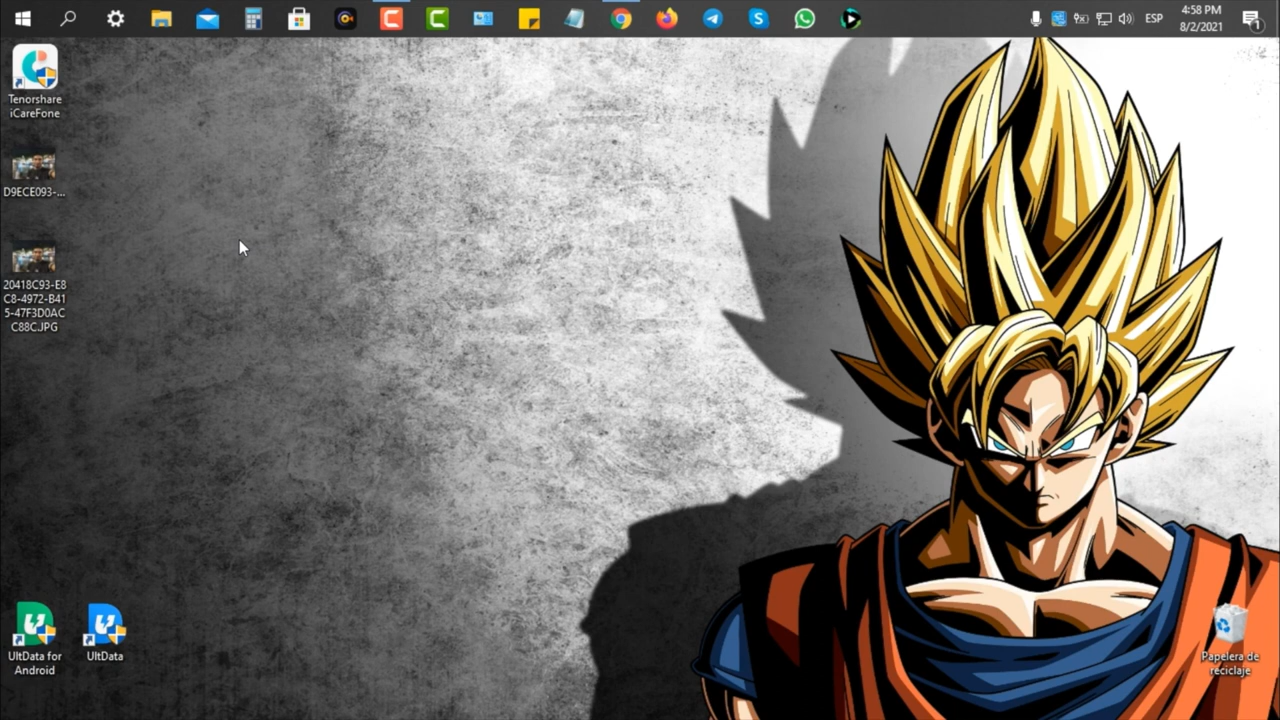 ESP
4:58 PM
8/2/2021
1
Tenorshare
iCareFone
D9ECE093-...
20418C93-E8
C8-4972-B41
5-47F3D0AC
C88C.JPG
UltData for
Android
UltData
Papelera de
reciclaje